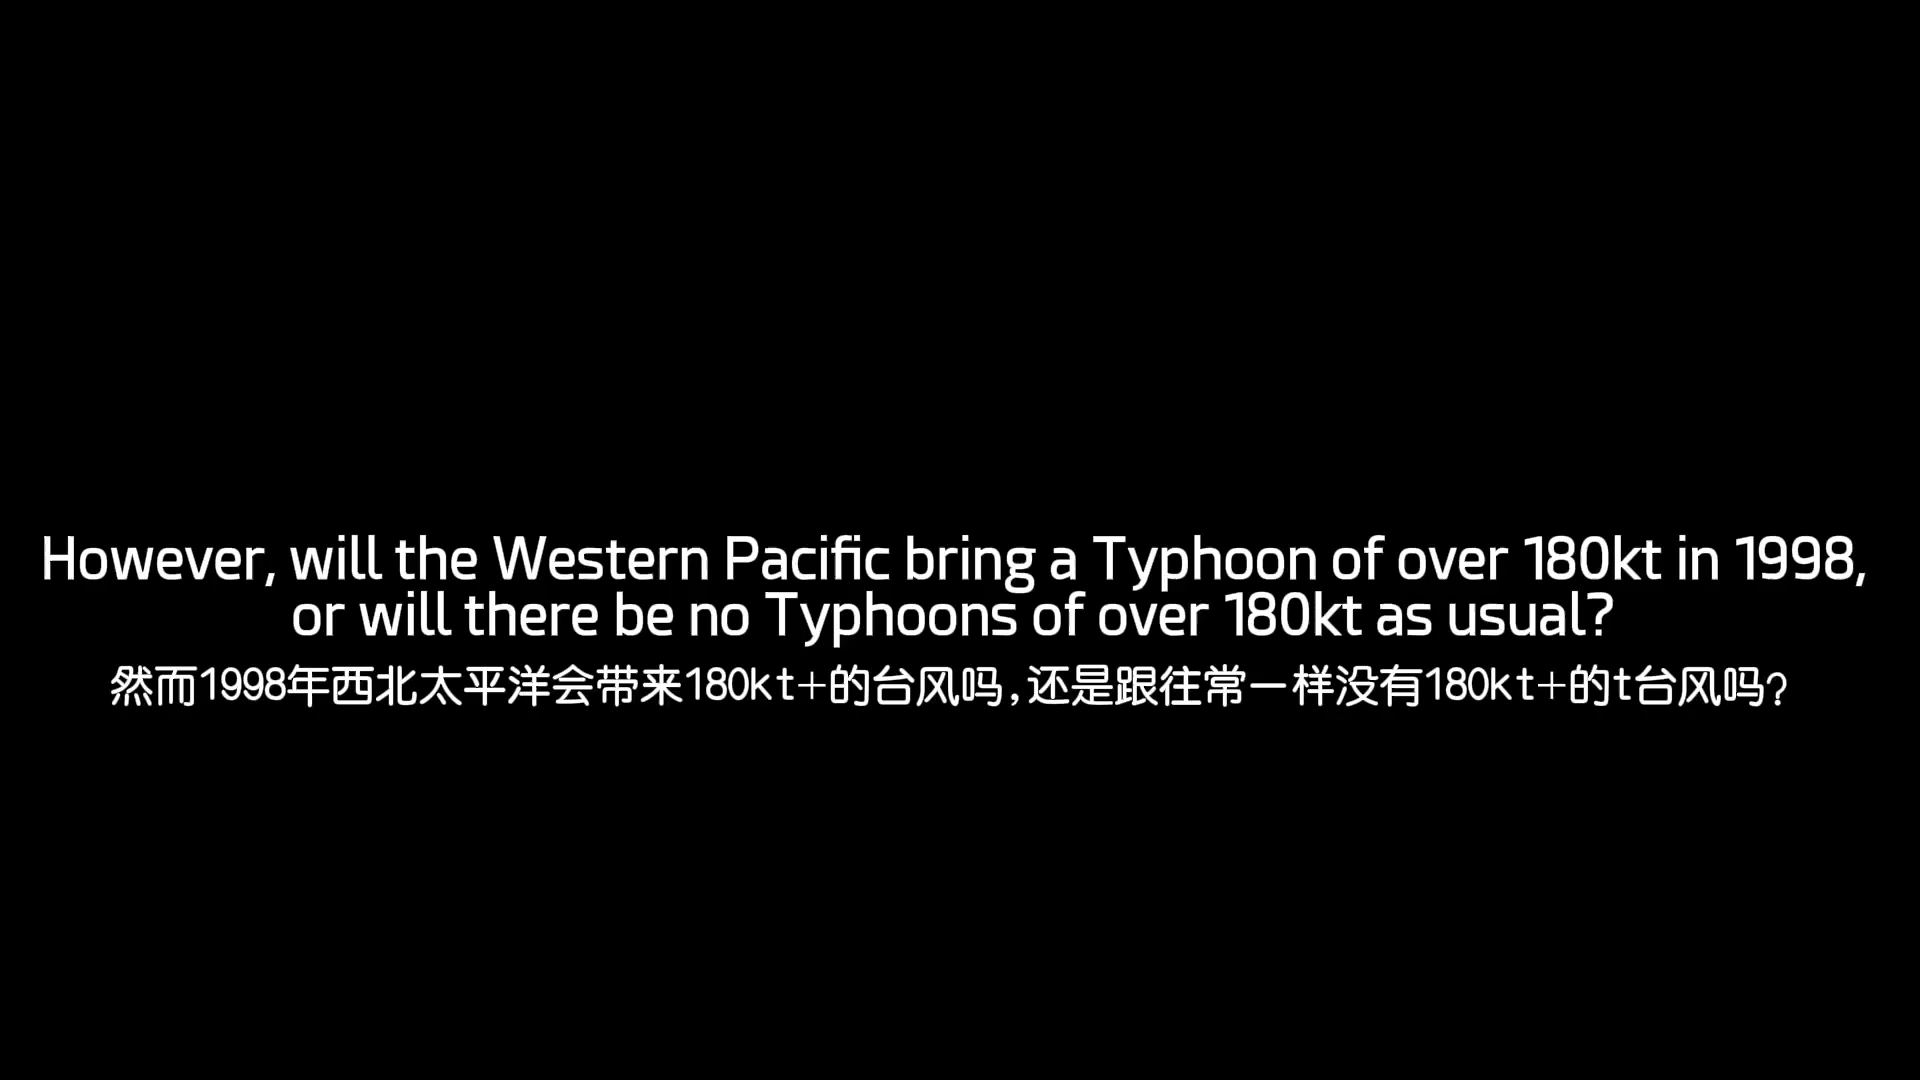 However, will the Western Pacific bring a Typhoon of over 180kt in 1998,
or will there be no Typhoons of over 180kt as usual?
然而1998年西北太平洋会带来180kt+的台风吗,还是跟往常一样没有180kt+的t台风吗?